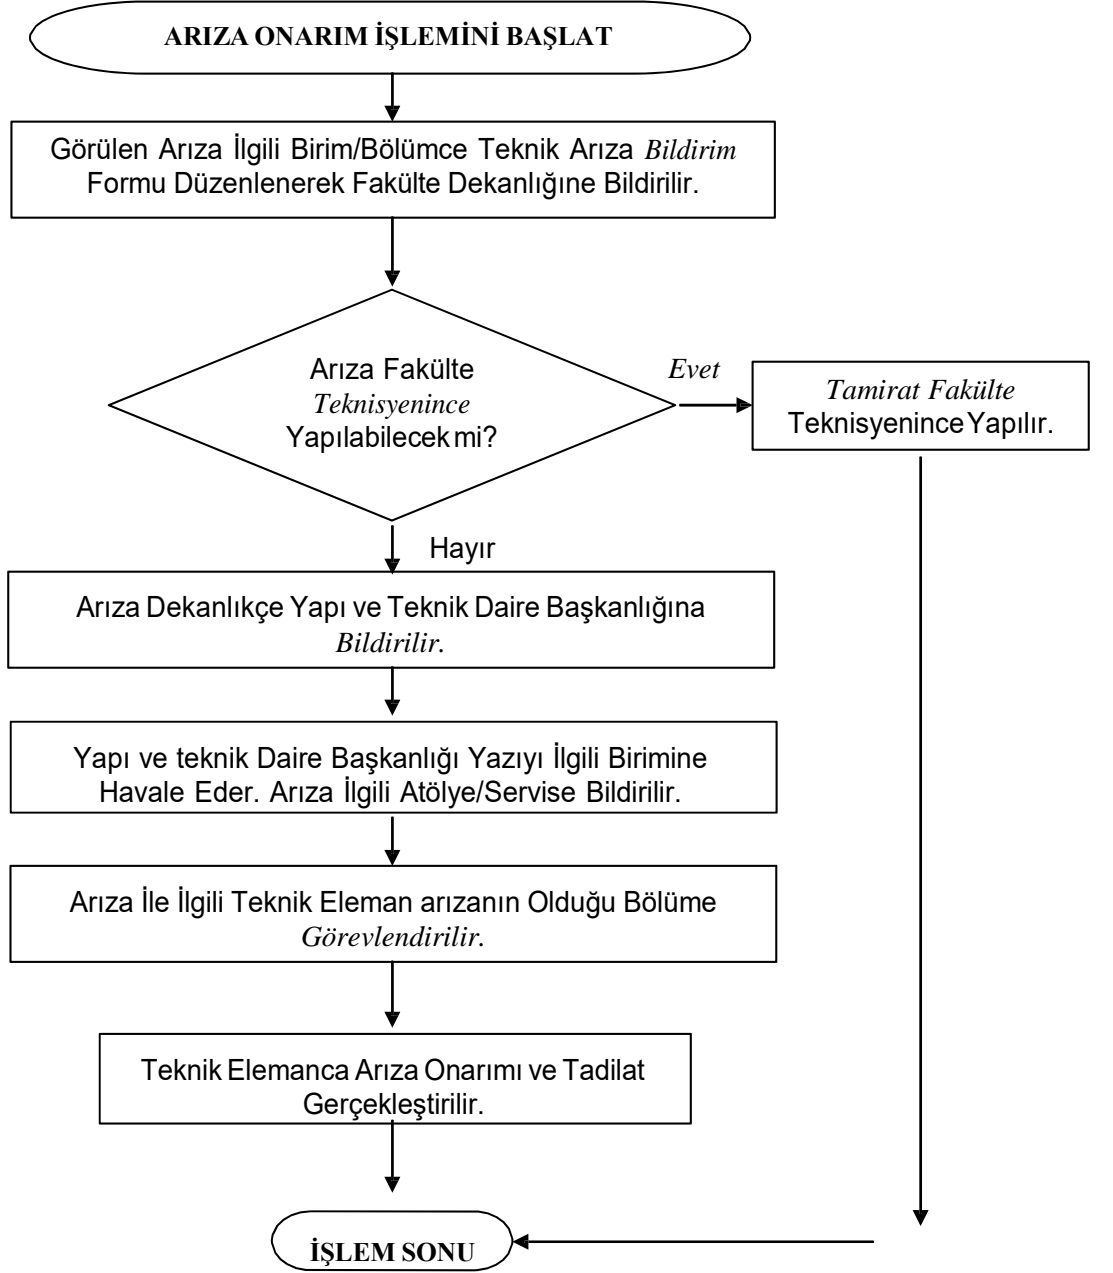 ARIZA ONARIM İŞLEMİNİ BAŞLAT
Görülen Arıza İlgili Birim/Bölümce Teknik Arıza Bildirim
Formu Düzenlenerek Fakülte Dekanlığıne Bildirilir.
Arıza Fakülte
Teknisyenince
Yapılabilecek mi?
Evet
Tamirat Fakülte
Teknisyenince Yapılır.
Hayır
Arıza Dekanlıkçe Yapı ve Teknik Daire Başkanlığına
Bildirilir.
Yapı ve teknik Daire Başkanlığı Yazıyı İlgili Birimine
Havale Eder. Arıza İlgili Atölye/Servise Bildirilir.
Arıza İle İlgili Teknik Eleman arızanın Olduğu Bölüme
Görevlendirilir.
Teknik Elemanca Arıza Onarımı ve Tadilat
Gerçekleştirilir.
İŞLEM SONU